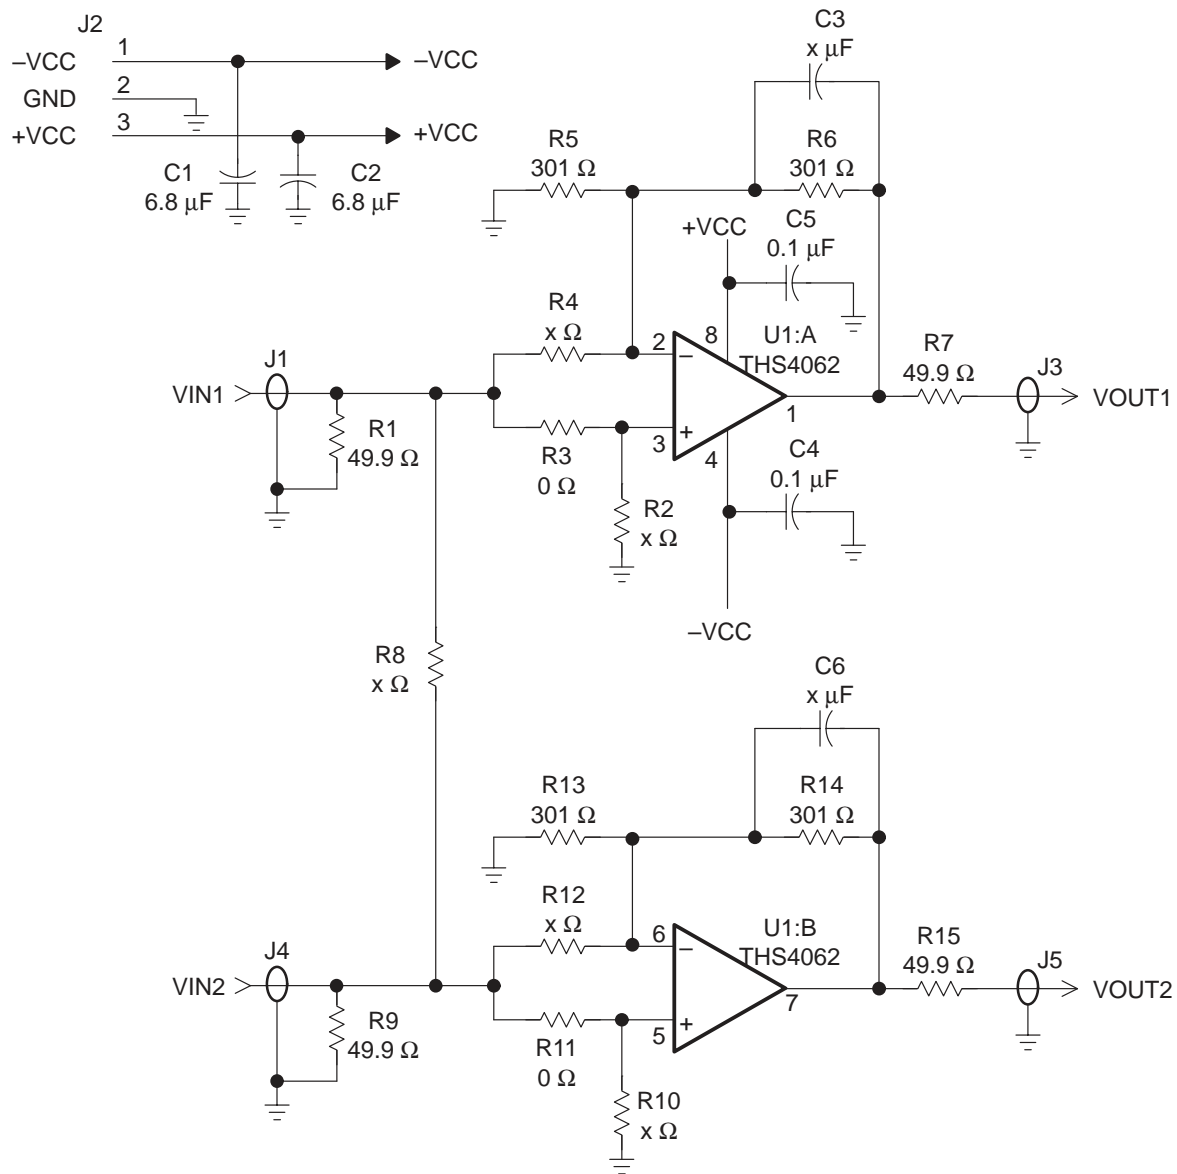 J2
–VCC
1
–VCC
GND
2
+VCC
3
+VCC
C1
6.8 µF
C2
6.8 µF
C3
x µF
R5
301 Ω
R6
301 Ω
+VCC
C5
0.1 µF
R4
x Ω
2
–
8
U1:A
THS4062
VIN1
J1
R1
49.9 Ω
R3
0 Ω
3
+
4
1
R7
49.9 Ω
J3
VOUT1
R2
x Ω
C4
0.1 µF
–VCC
R8
x Ω
C6
x µF
R13
301 Ω
R14
301 Ω
R12
x Ω
6
–
U1:B
THS4062
VIN2
J4
R9
49.9 Ω
R11
0 Ω
5
+
7
R15
49.9 Ω
J5
VOUT2
R10
x Ω